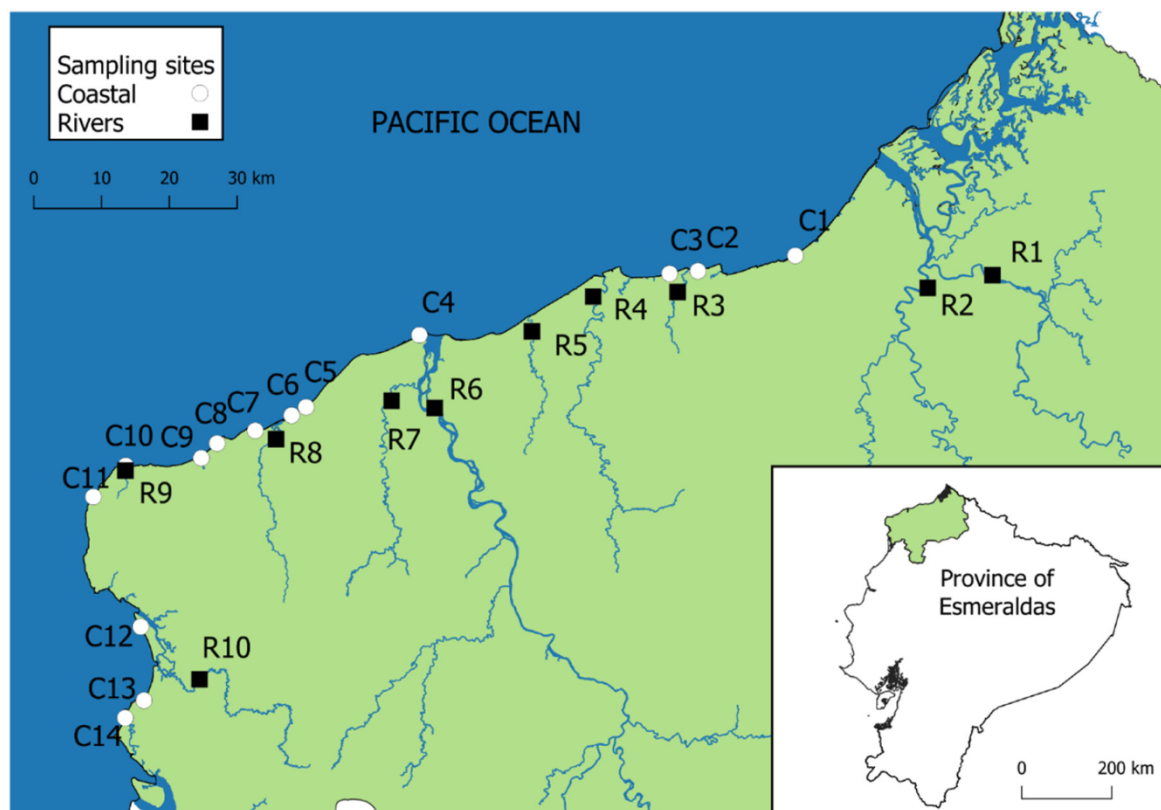 Sampling sites
Coastal
Rivers
PACIFIC OCEAN
0 10 20 30 km
C1
C3 C2
R1
R2
R3
R4
C4
R5
C5
C6
R6
C7
R7
C8
C9
R8
C10
R9
C11
C12
R10
C13
C14
Province of
Esmeraldas
0 200 km